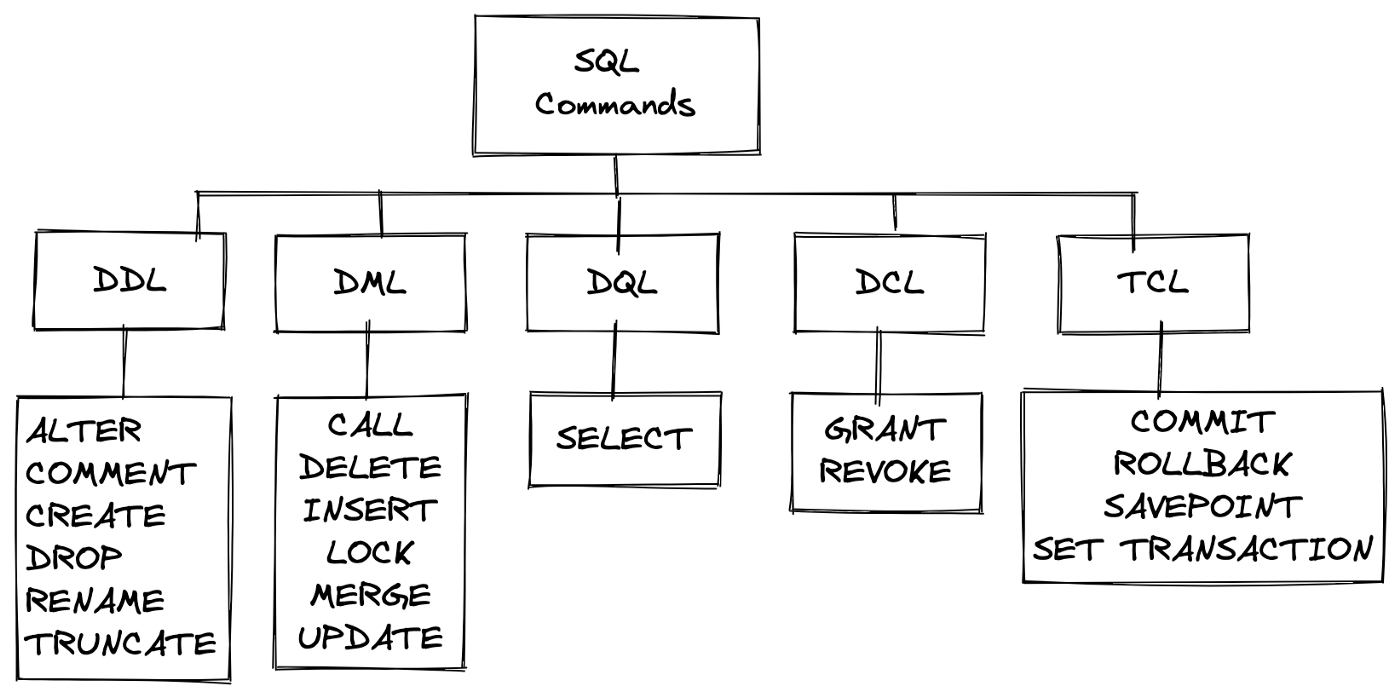 SQL
Commands
DDL
DML
DQL
DCL
TCL
ALTER
COMMENT
CREATE
DROP
RENAME
TRUNCATE
CALL
DELETE
INSERT
LOCK
MERGE
UPDATE
SELECT
GRANT
REVOKE
COMMIT
ROLLBACK
SAVEPOINT
SET TRANSACTION